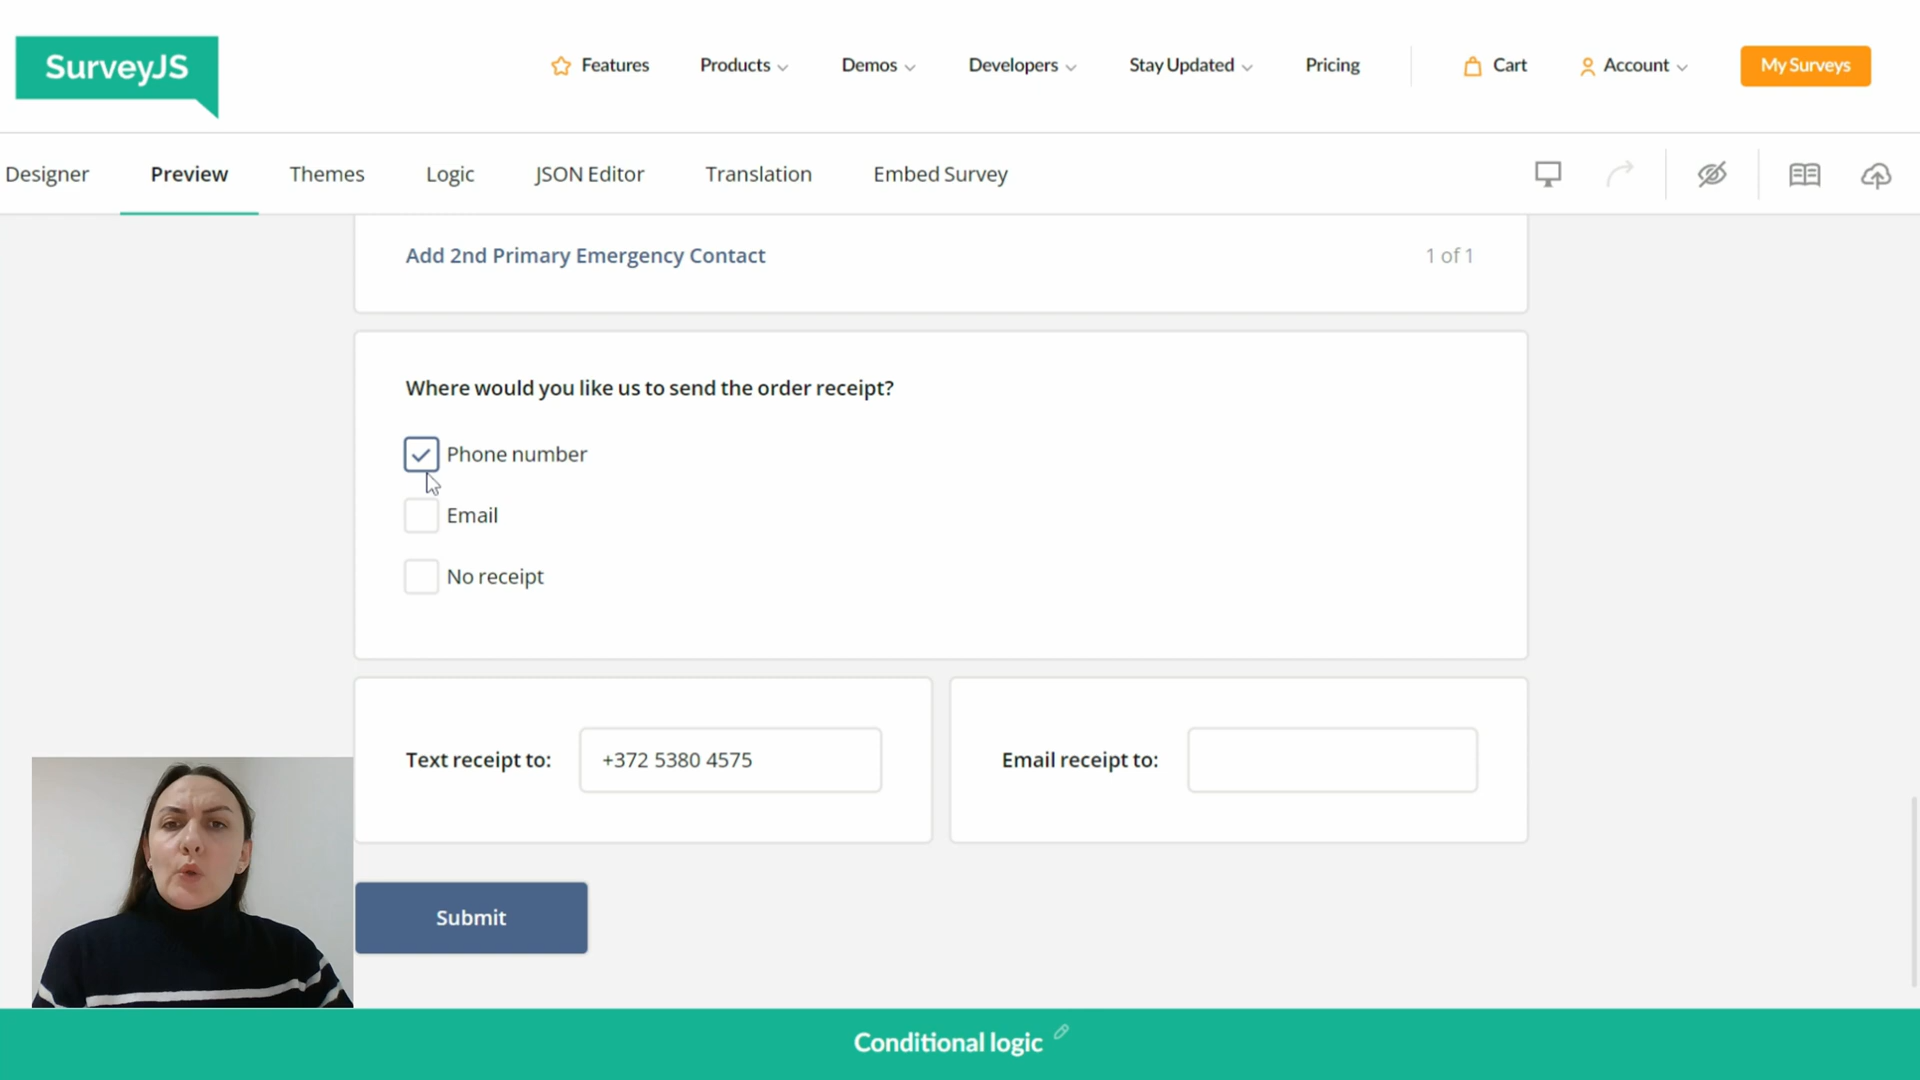 SurveyJS
Features
Products
Demos
Developers
Stay Updated
Pricing
Cart
Account
My Surveys
Designer
Preview
Themes
Logic
JSON Editor
Translation
Embed Survey
Add 2nd Primary Emergency Contact
1 of 1
Where would you like us to send the order receipt?
Phone number
Email
No receipt
Text receipt to:
+372 5380 4575
Email receipt to:
Submit
Conditional logic